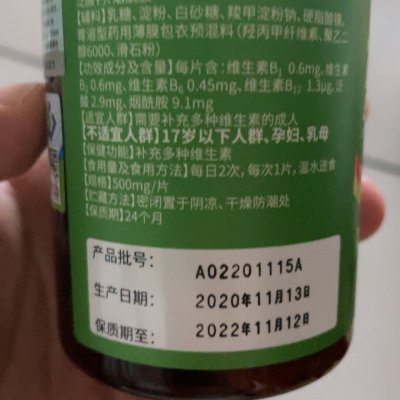 【辅料】乳糖、淀粉、白砂糖、羧甲淀粉钠、硬脂酸镁、
胃溶型药用薄膜包衣预混料（羟丙甲纤维素、聚乙二
醇6000、滑石粉）
【功效成分及含量】每片含：维生素B₁ 0.6mg、维生素
B₂ 0.6mg、维生素B₆ 0.45mg、维生素B₁₂ 1.3μg、泛
酸2.9mg、烟酰胺9.1mg
【适宜人群】需要补充多种维生素的成人
【不适宜人群】17岁以下人群、孕妇、乳母
【保健功能】补充多种维生素
【食用量及食用方法】每日2次，每次1片，温水送食
【规格】500mg/片
【贮藏方法】密闭置于阴凉、干燥防潮处
【保质期】24个月
产品批号： A02201115A
生产日期： 2020年11月13日
保质期至： 2022年11月12日